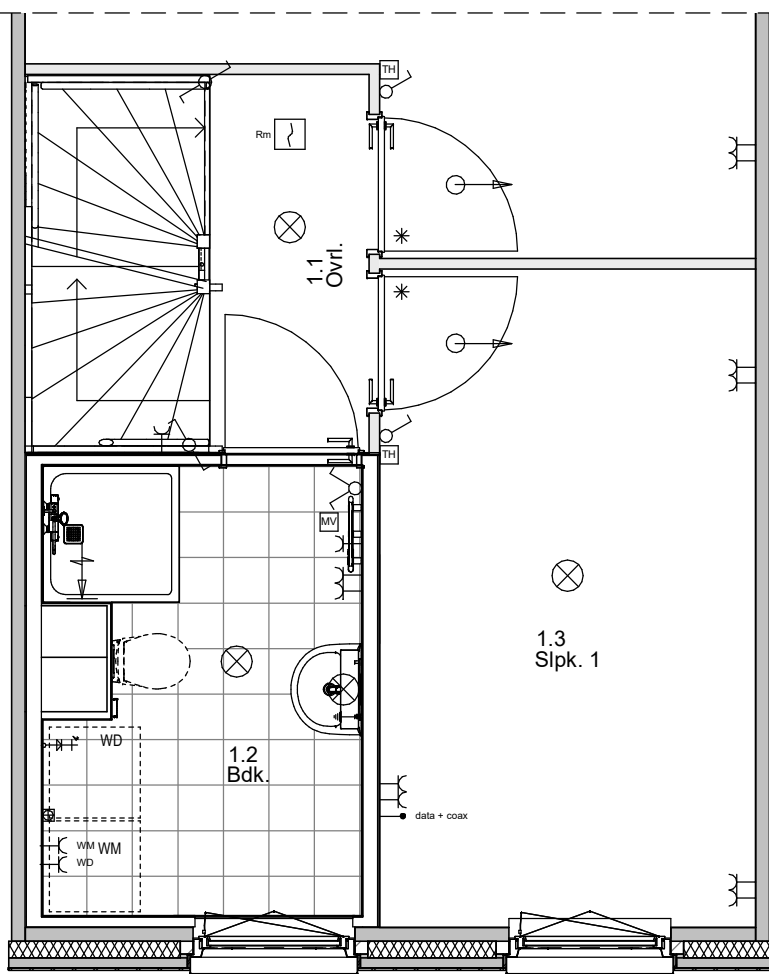 TH
Rm
1.1
Ovrl.
TH
MV
1.3
Slpk. 1
WD
1.2
Bdk.
data + coax
WM WM
WD